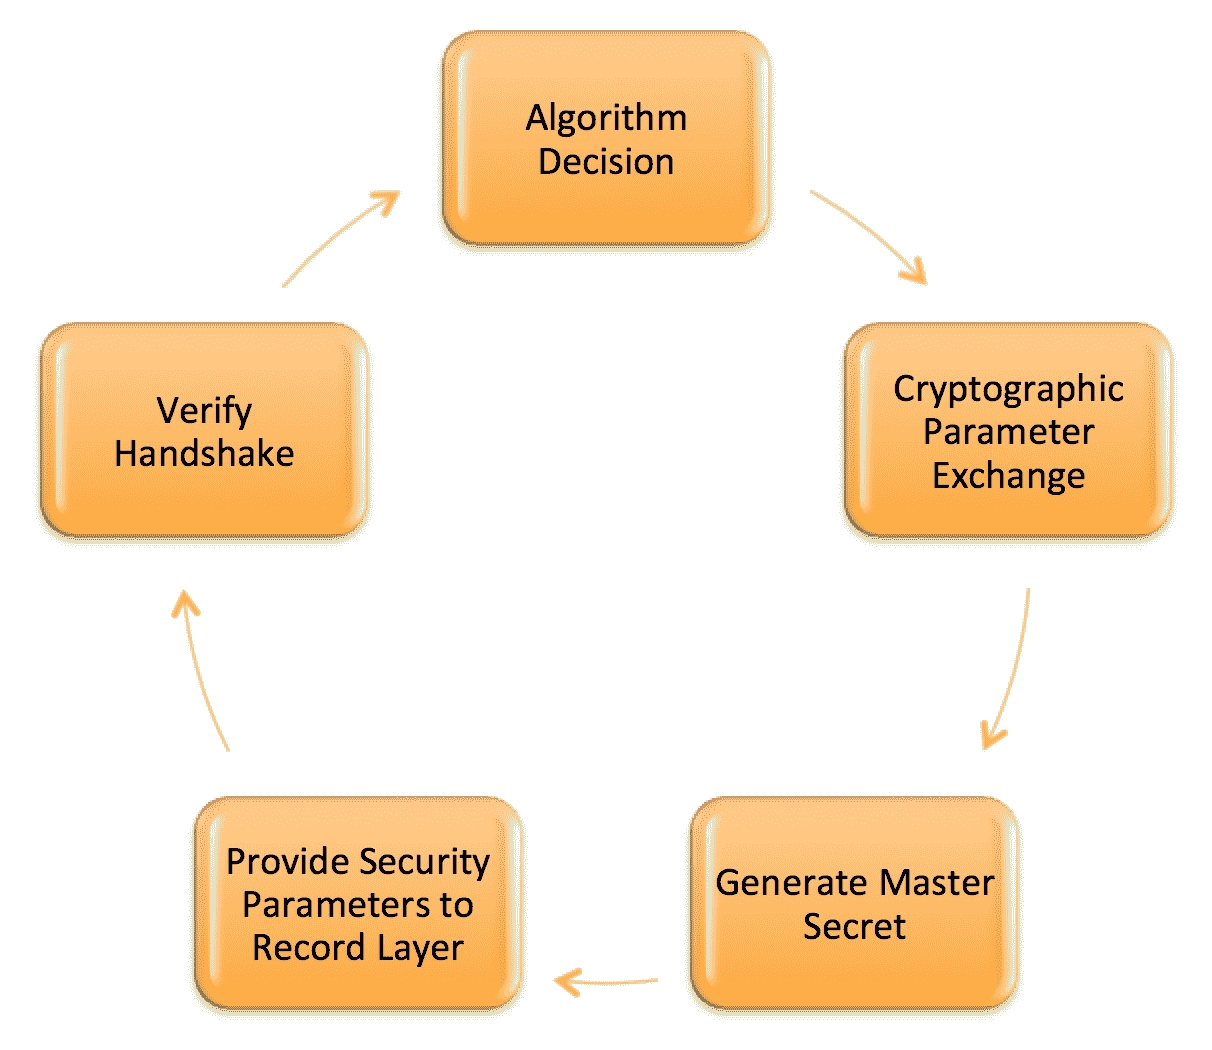 Algorithm
Decision
Cryptographic
Parameter
Exchange
Generate Master
Secret
Provide Security
Parameters to
Record Layer
Verify
Handshake